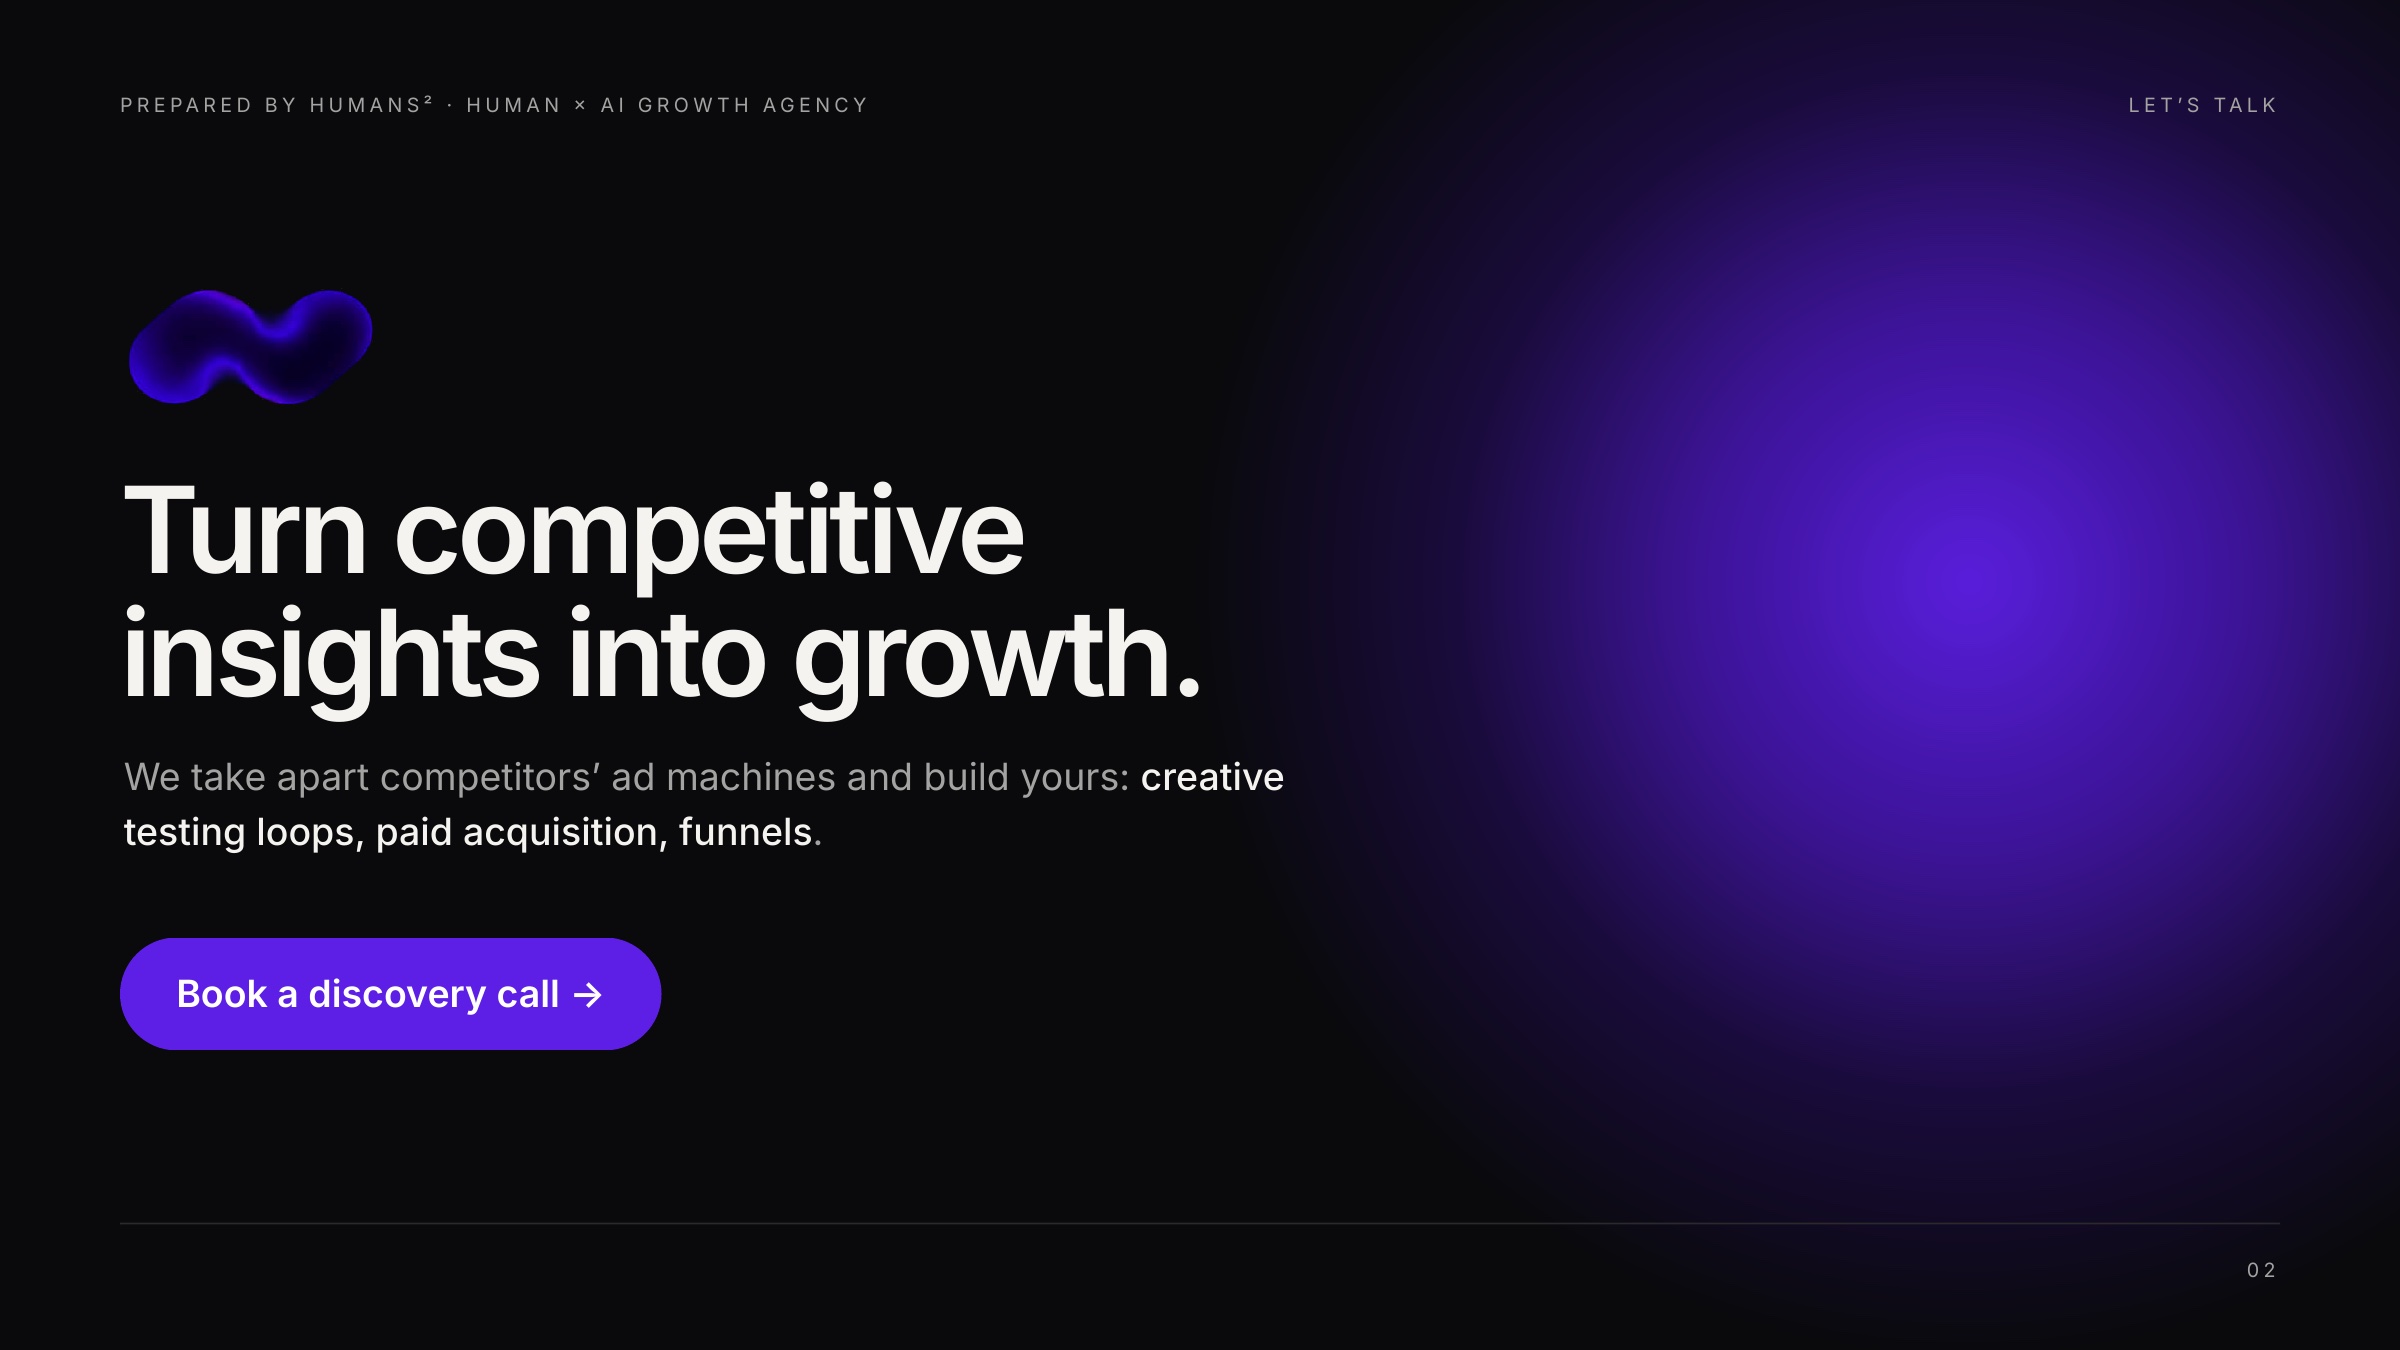 PREPARED BY HUMANS² · HUMAN × AI GROWTH AGENCY
LET’S TALK
Turn competitive
insights into growth.
We take apart competitors’ ad machines and build yours: creative
testing loops, paid acquisition, funnels.
Book a discovery call →
02